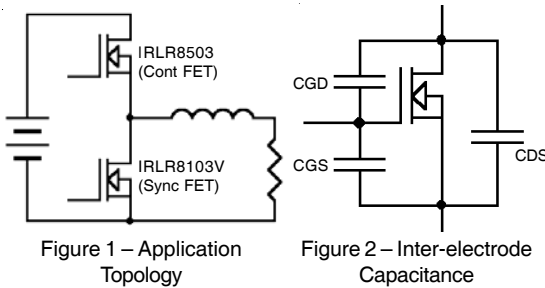 IRLR8503
(Cont FET)
IRLR8103V
(Sync FET)
Figure 1 – Application
Topology
CGD
CGS
CDS
Figure 2 – Inter-electrode
Capacitance